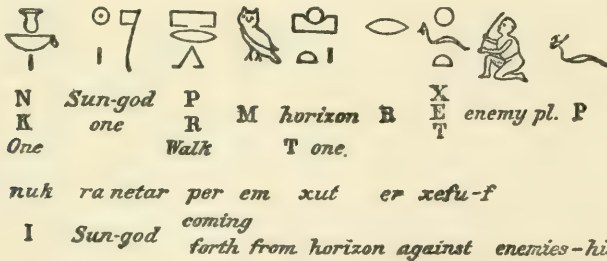 N Sun-god P M horizon R X enemy pl. P
K one R T one. E
One Walk T
nuk ra netar per em xut er xefu-f
I Sun-god coming
forth from horizon against enemies-hi